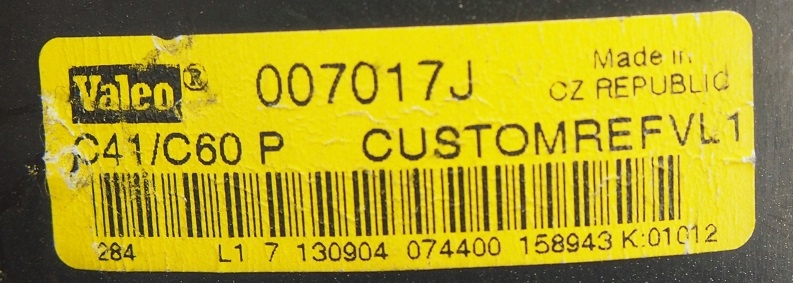 Valeo® 007017J Made in
CZ REPUBLIC
C41/C60 P CUSTOMREFVL1
284 L1 7 130904 074400 158943 K:01012